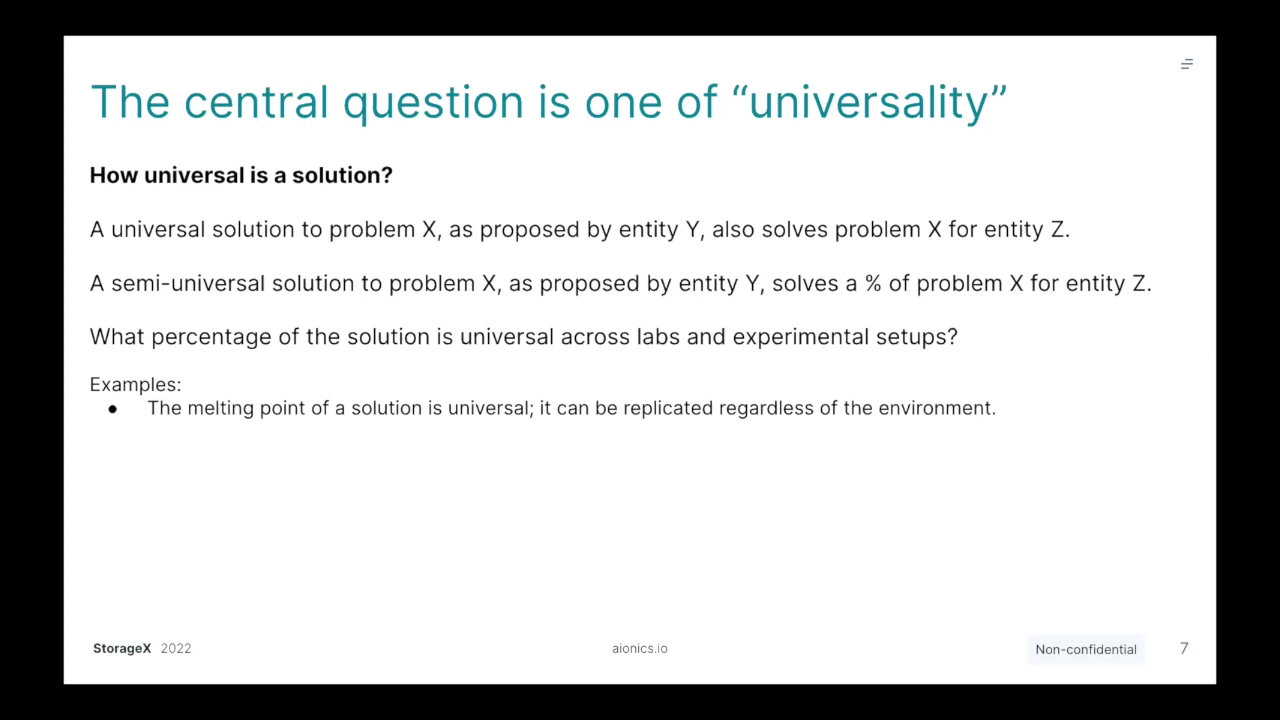 The central question is one of “universality”
How universal is a solution?
A universal solution to problem X, as proposed by entity Y, also solves problem X for entity Z.
A semi-universal solution to problem X, as proposed by entity Y, solves a % of problem X for entity Z.
What percentage of the solution is universal across labs and experimental setups?
Examples:
● The melting point of a solution is universal; it can be replicated regardless of the environment.
StorageX 2022 aionics.io Non-confidential 7